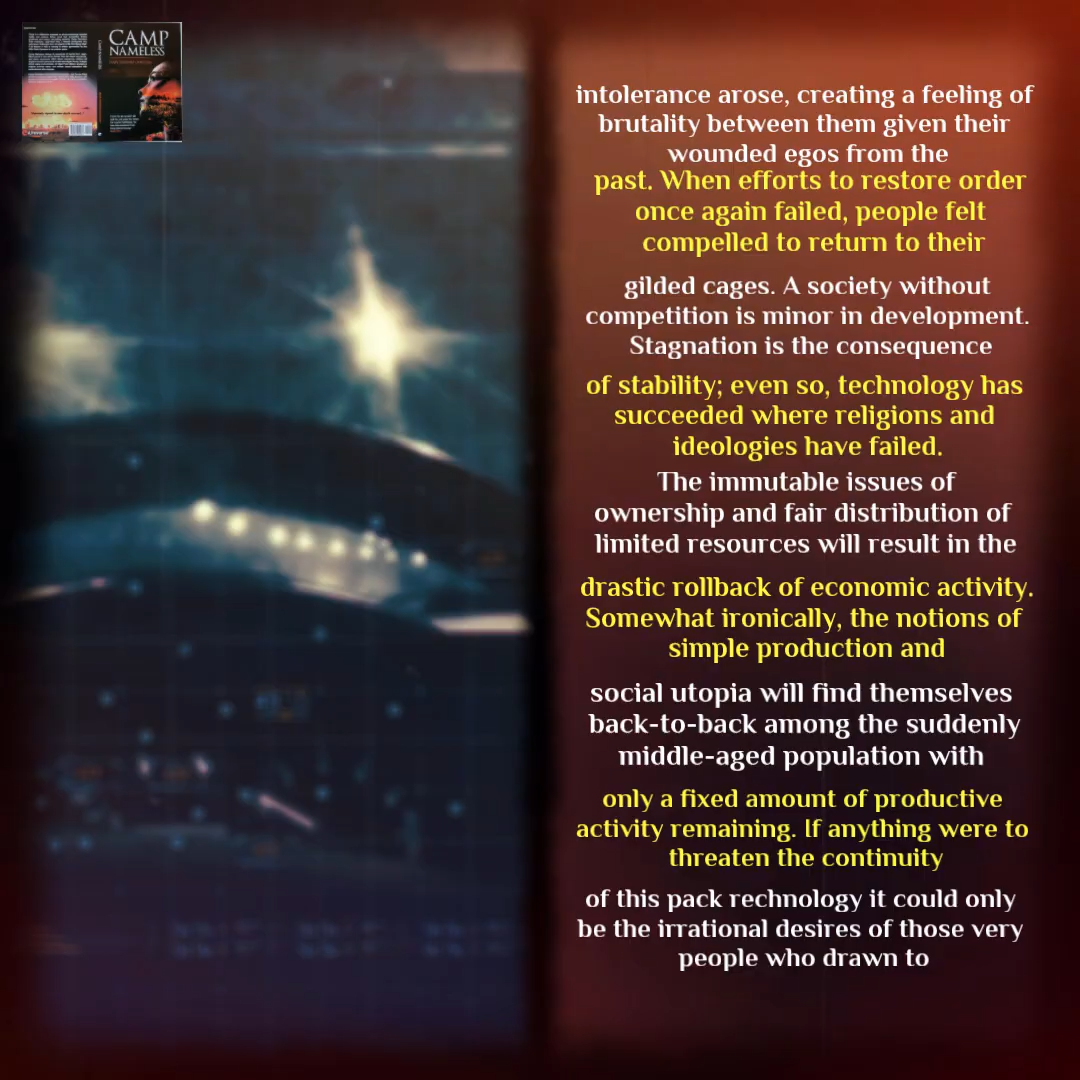 CAMP
NAMELESS
intolerance arose, creating a feeling of
brutality between them given their
wounded egos from the
past. When efforts to restore order
once again failed, people felt
compelled to return to their
gilded cages. A society without
competition is minor in development.
Stagnation is the consequence
of stability; even so, technology has
succeeded where religions and
ideologies have failed.
The immutable issues of
ownership and fair distribution of
limited resources will result in the
drastic rollback of economic activity.
Somewhat ironically, the notions of
simple production and
social utopia will find themselves
back-to-back among the suddenly
middle-aged population with
only a fixed amount of productive
activity remaining. If anything were to
threaten the continuity
of this pack rechnology it could only
be the irrational desires of those very
people who drawn to